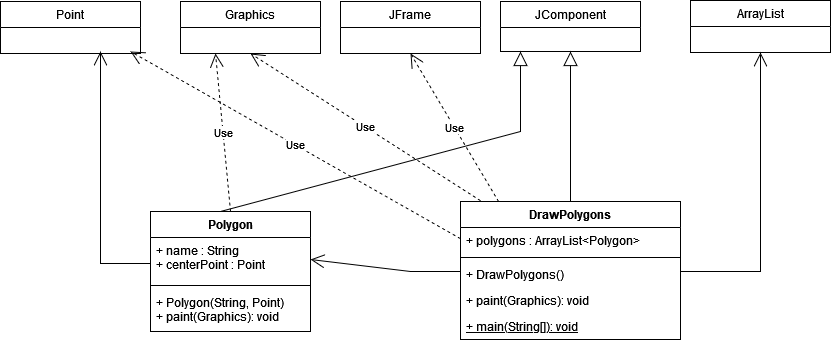 Point
Graphics
JFrame
JComponent
ArrayList
Use
Use
Use
Use
Polygon
+ name : String
+ centerPoint : Point
+ Polygon(String, Point)
+ paint(Graphics): void
DrawPolygons
+ polygons : ArrayList<Polygon>
+ DrawPolygons()
+ paint(Graphics): void
+ main(String[]): void